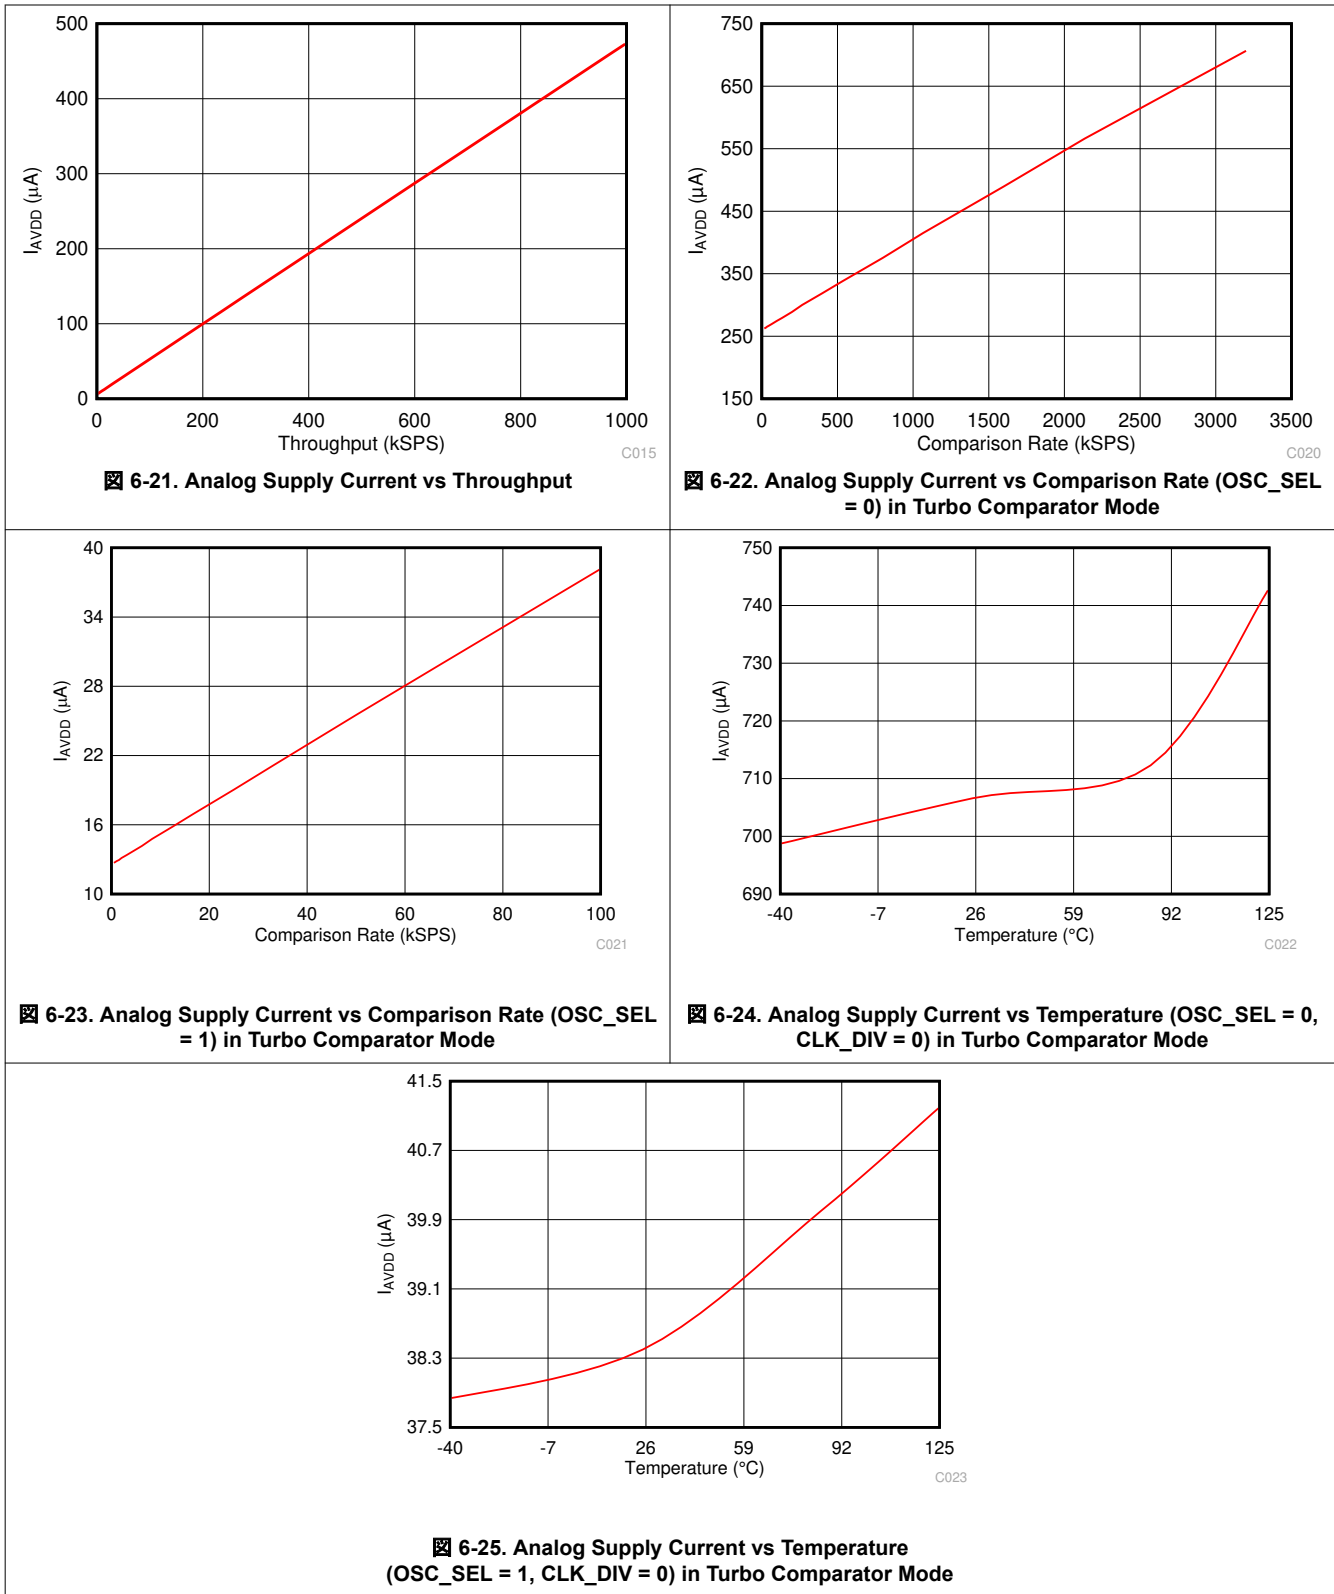 500
400
300
200
100
0
I_AVDD (μA)
0 200 400 600 800 1000
Throughput (kSPS)
C015
図 6-21. Analog Supply Current vs Throughput
750
650
550
450
350
250
150
I_AVDD (μA)
0 500 1000 1500 2000 2500 3000 3500
Comparison Rate (kSPS)
C020
図 6-22. Analog Supply Current vs Comparison Rate (OSC_SEL
= 0) in Turbo Comparator Mode
40
34
28
22
16
10
I_AVDD (μA)
0 20 40 60 80 100
Comparison Rate (kSPS)
C021
図 6-23. Analog Supply Current vs Comparison Rate (OSC_SEL
= 1) in Turbo Comparator Mode
750
740
730
720
710
700
690
I_AVDD (μA)
-40 -7 26 59 92 125
Temperature (°C)
C022
図 6-24. Analog Supply Current vs Temperature (OSC_SEL = 0,
CLK_DIV = 0) in Turbo Comparator Mode
41.5
40.7
39.9
39.1
38.3
37.5
I_AVDD (μA)
-40 -7 26 59 92 125
Temperature (°C)
C023
図 6-25. Analog Supply Current vs Temperature
(OSC_SEL = 1, CLK_DIV = 0) in Turbo Comparator Mode